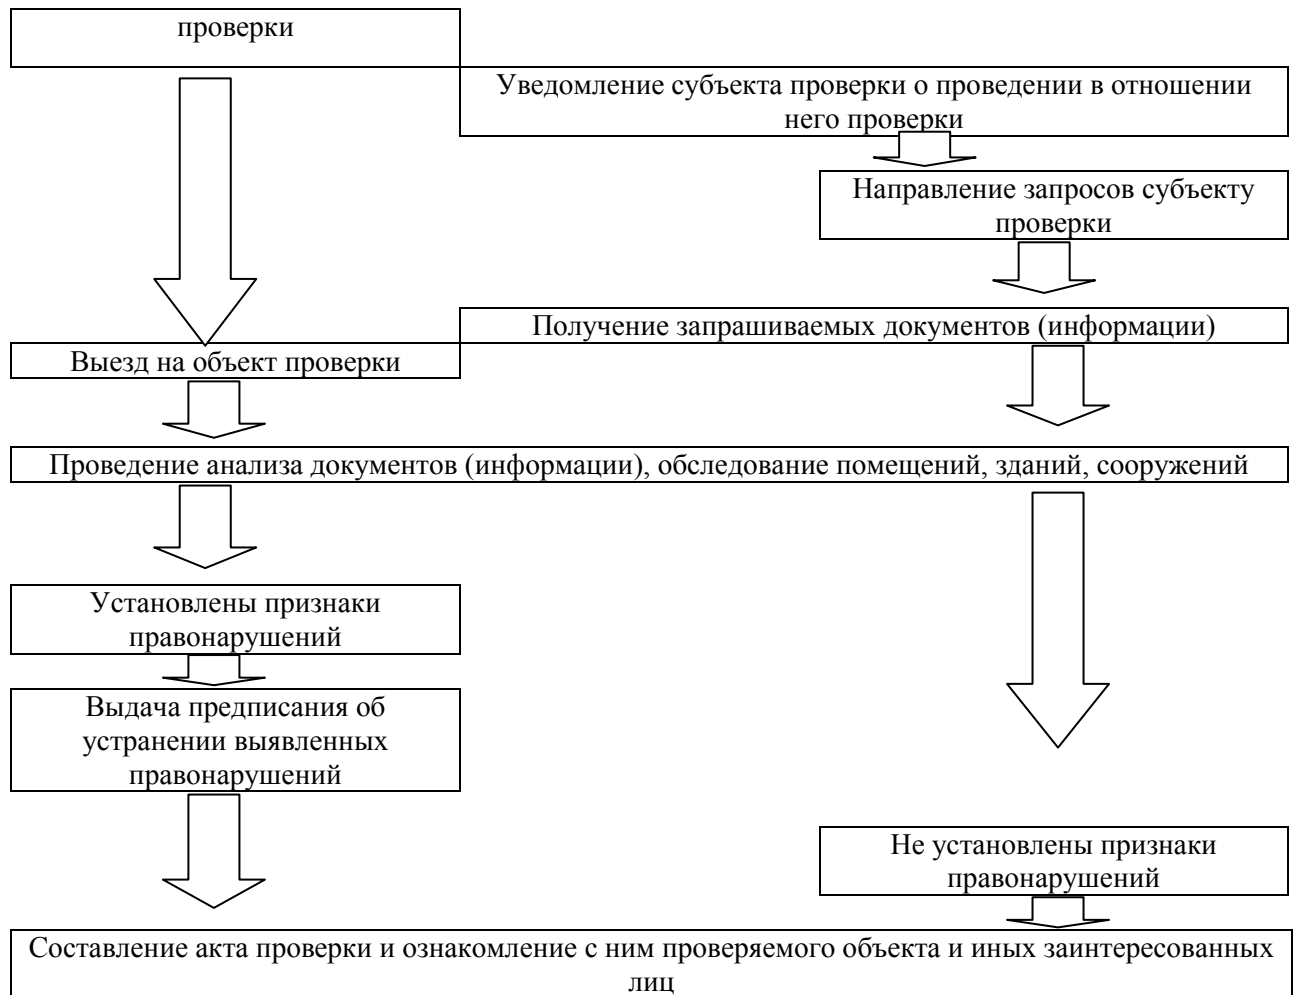 проверки
Уведомление субъекта проверки о проведении в отношении
него проверки
Направление запросов субъекту
проверки
Получение запрашиваемых документов (информации)
Выезд на объект проверки
Проведение анализа документов (информации), обследование помещений, зданий, сооружений
Установлены признаки
правонарушений
Выдача предписания об
устранении выявленных
правонарушений
Не установлены признаки
правонарушений
Составление акта проверки и ознакомление с ним проверяемого объекта и иных заинтересованных
лиц